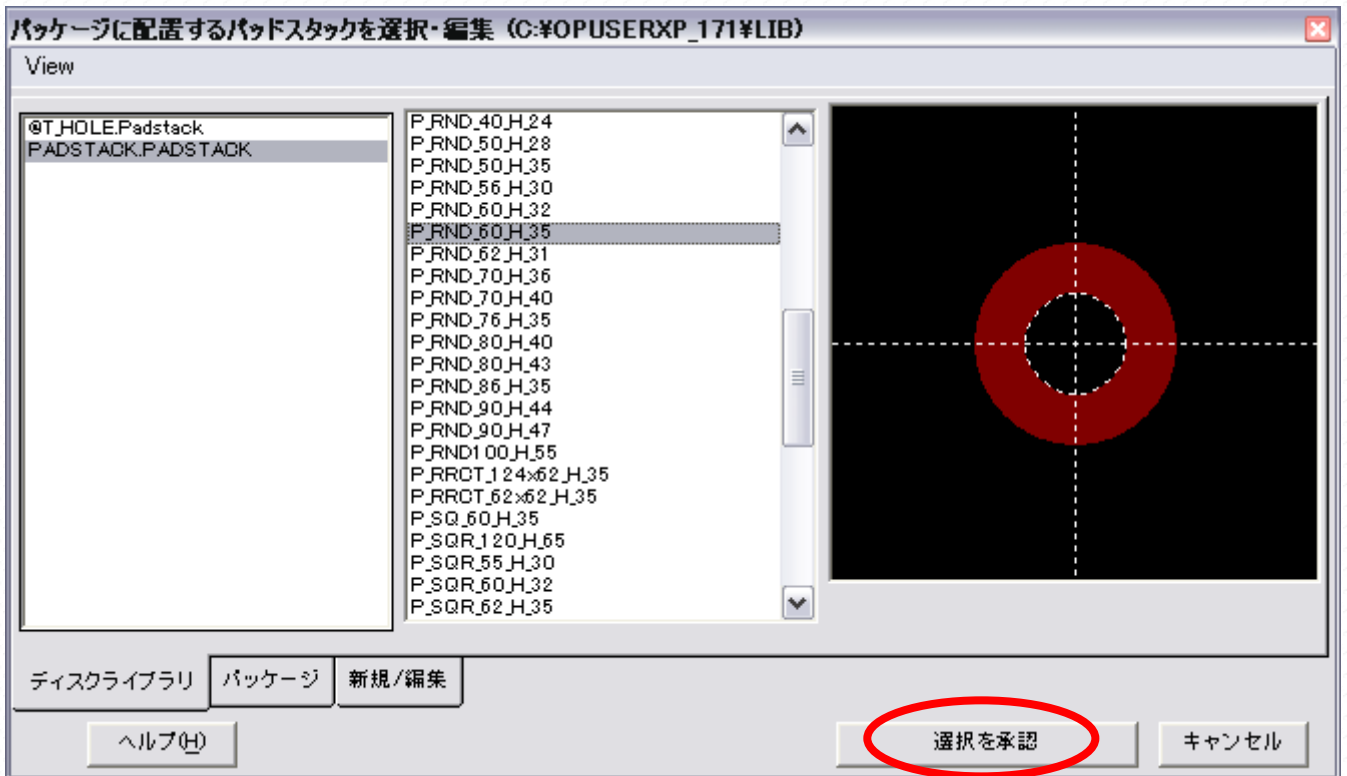 パッケージに配置するパッドスタックを選択・編集 (C:¥OPUSERXP_171¥LIB)
View
@T_HOLE.Padstack
PADSTACK.PADSTACK
P_RND_40_H_24
P_RND_50_H_28
P_RND_50_H_35
P_RND_56_H_30
P_RND_60_H_32
P_RND_60_H_35
P_RND_62_H_31
P_RND_70_H_36
P_RND_70_H_40
P_RND_76_H_35
P_RND_80_H_40
P_RND_80_H_43
P_RND_86_H_35
P_RND_90_H_44
P_RND_90_H_47
P_RND100_H_55
P_RRCT_124x62_H_35
P_RRCT_62x62_H_35
P_SQ_60_H_35
P_SQR_120_H_65
P_SQR_55_H_30
P_SQR_60_H_32
P_SQR_62_H_35
ディスクライブラリ パッケージ 新規/編集
ヘルプ(H) 選択を承認 キャンセル